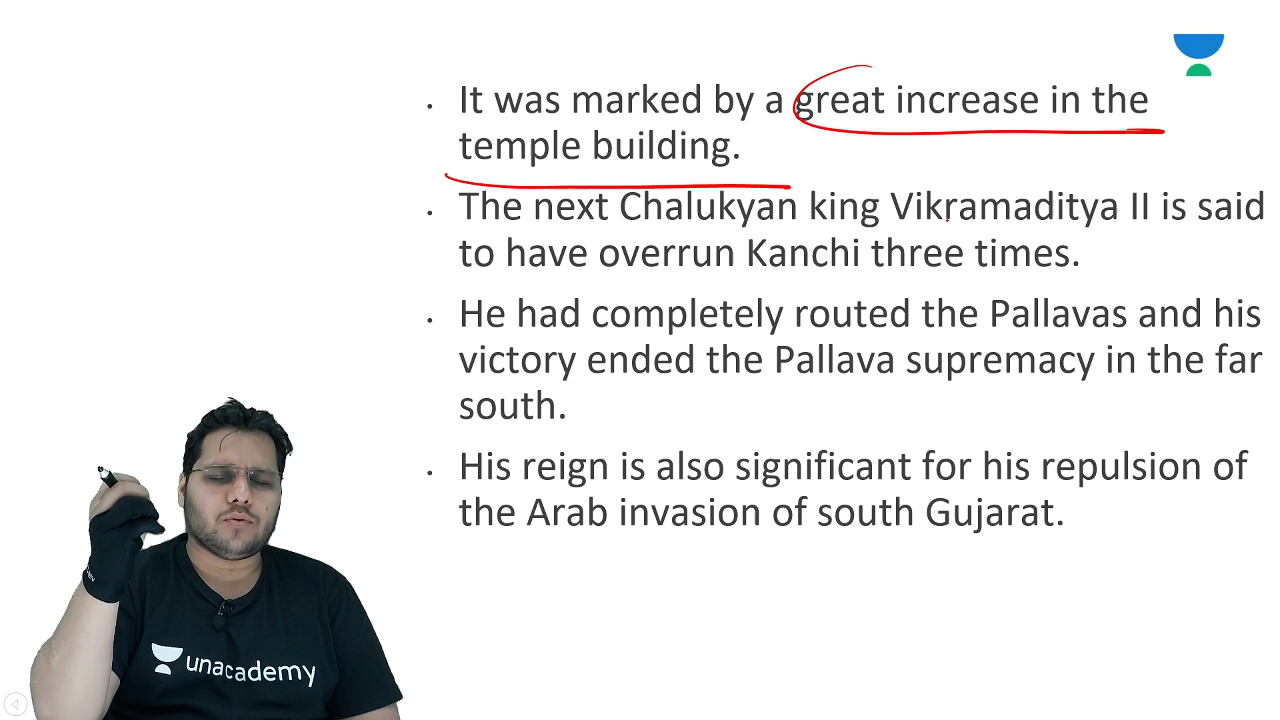 • It was marked by a great increase in the
temple building.
• The next Chalukyan king Vikramaditya II is said
to have overrun Kanchi three times.
• He had completely routed the Pallavas and his
victory ended the Pallava supremacy in the far
south.
• His reign is also significant for his repulsion of
the Arab invasion of south Gujarat.
unacademy